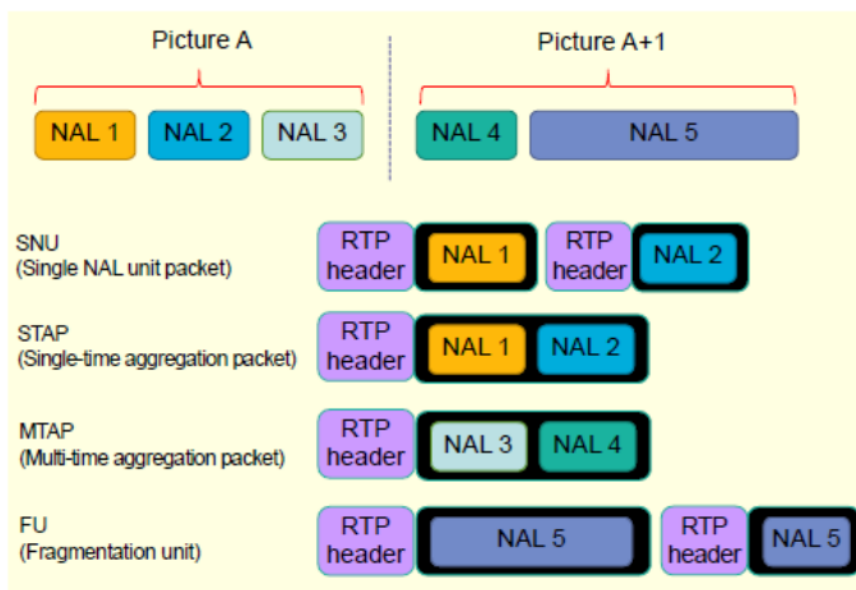 Picture A
Picture A+1
NAL 1
NAL 2
NAL 3
NAL 4
NAL 5
SNU
(Single NAL unit packet)
RTP
header
NAL 1
RTP
header
NAL 2
STAP
(Single-time aggregation packet)
RTP
header
NAL 1
NAL 2
MTAP
(Multi-time aggregation packet)
RTP
header
NAL 3
NAL 4
FU
(Fragmentation unit)
RTP
header
NAL 5
RTP
header
NAL 5